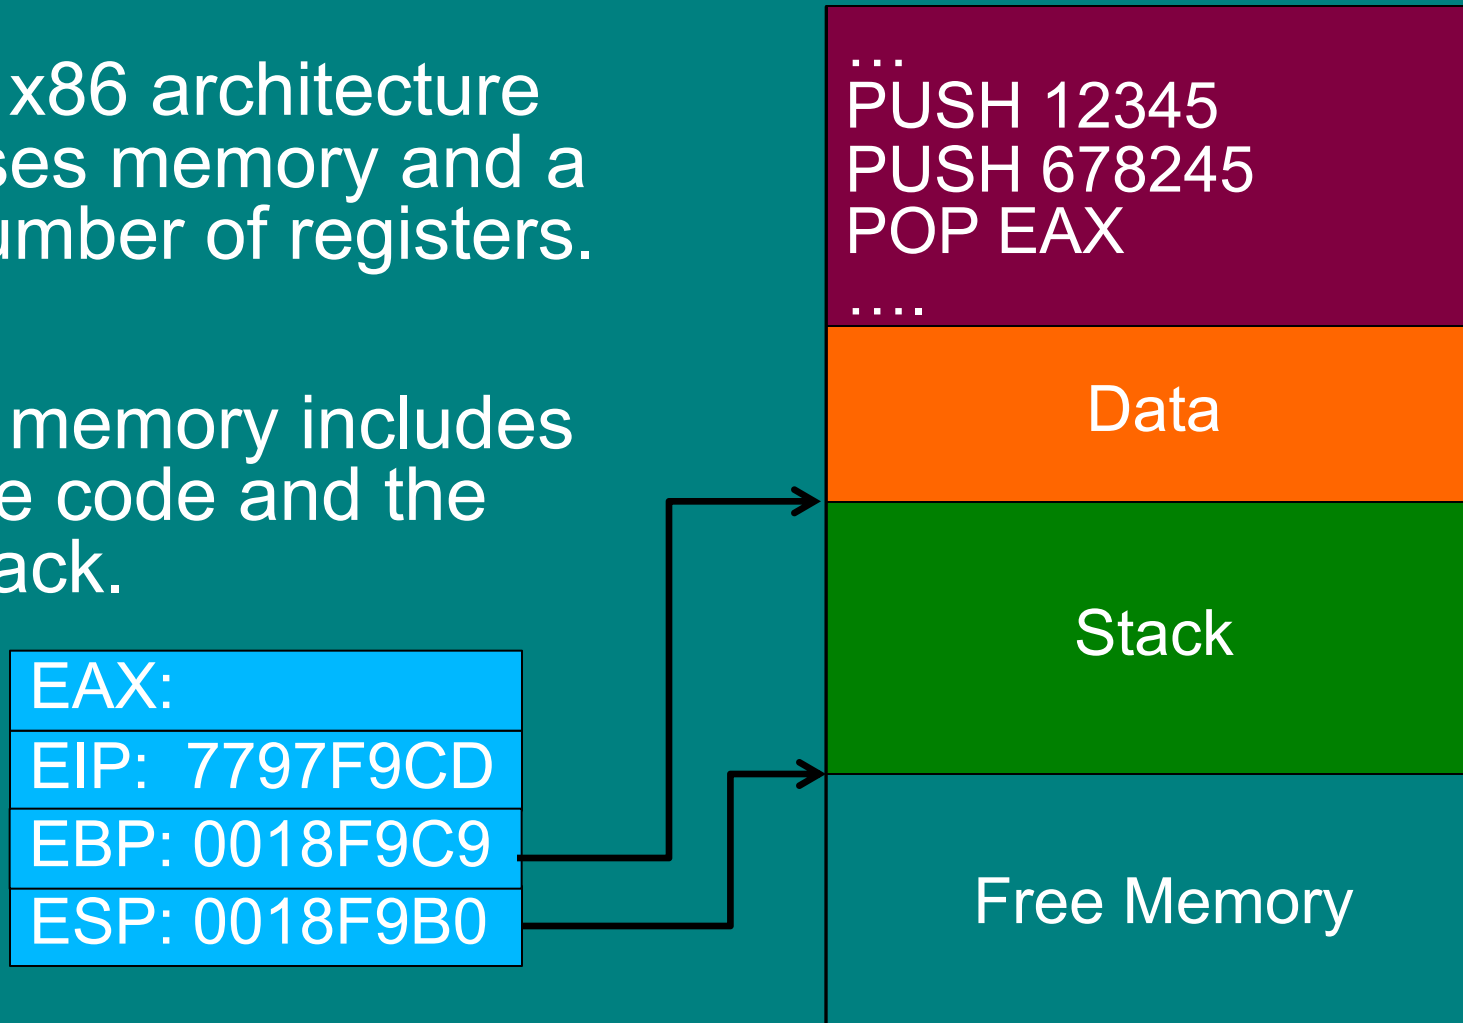 x86 architecture
ses memory and a
umber of registers.
memory includes
e code and the
ack.
EAX:
EIP: 7797F9CD
EBP: 0018F9C9
ESP: 0018F9B0
…
PUSH 12345
PUSH 678245
POP EAX
….
Data
Stack
Free Memory